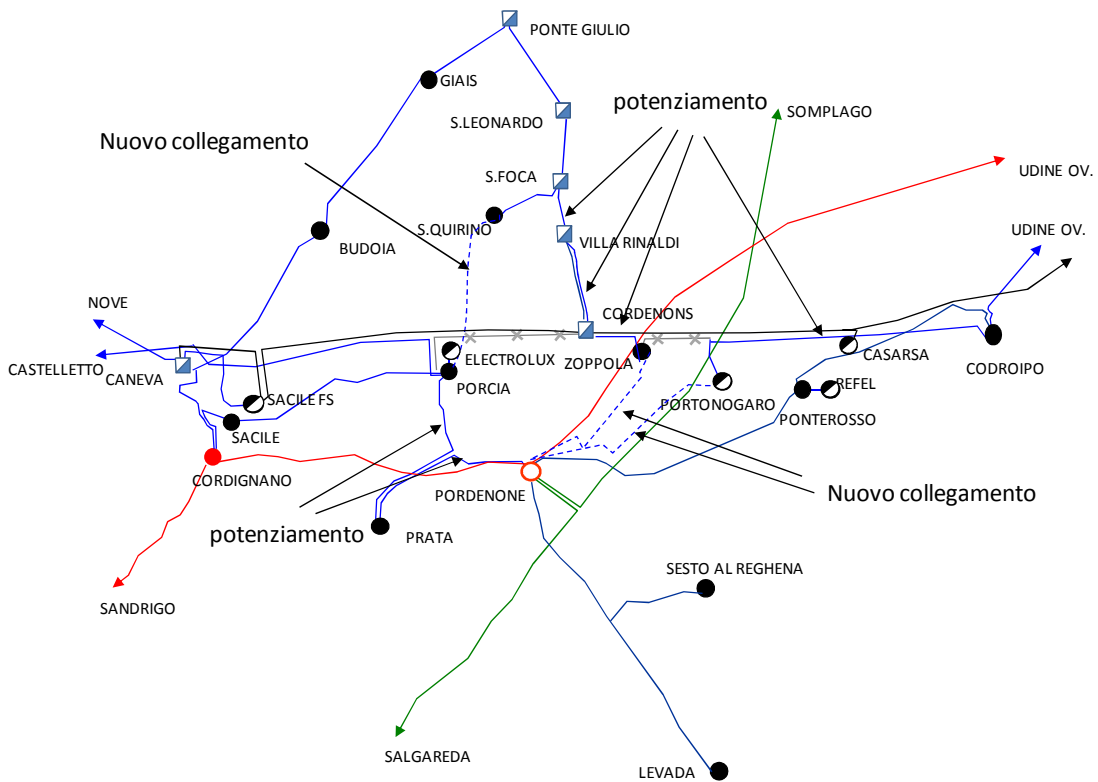 PONTE GIULIO
GIAIS
potenziamento
SOMPLAGO
S.LEONARDO
Nuovo collegamento
UDINE OV.
S.FOCA
S.QUIRINO
BUDOIA
VILLA RINALDI
UDINE OV.
NOVE
CORDENONS
CASTELLETTO
CANEVA
ELECTROLUX
ZOPPOLA
CASARSA
CODROIPO
PORCIA
SACILE FS
REFEL
PORTONOGARO
PONTEROSSO
SACILE
CORDIGNANO
PORDENONE
Nuovo collegamento
potenziamento
PRATA
SESTO AL REGHENA
SANDRIGO
SALGAREDA
LEVADA